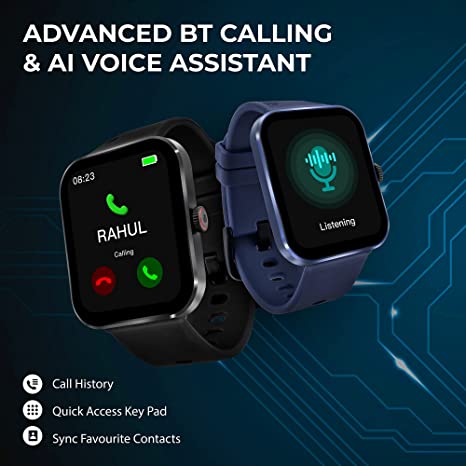 ADVANCED BT CALLING
& AI VOICE ASSISTANT
08:23
RAHUL
Calling
Listening
Call History
Quick Access Key Pad
Sync Favourite Contacts